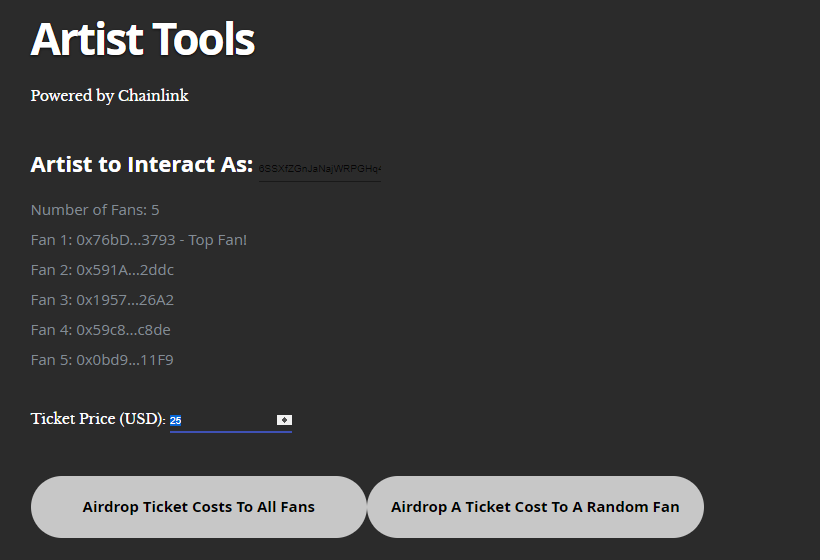 Artist Tools
Powered by Chainlink
Artist to Interact As:
Number of Fans: 5
Fan 1: 0x76bD...3793 - Top Fan!
Fan 2: 0x591A...2ddc
Fan 3: 0x1957...26A2
Fan 4: 0x59c8...c8de
Fan 5: 0x0bd9...11F9
Ticket Price (USD): 25
Airdrop Ticket Costs To All Fans Airdrop A Ticket Cost To A Random Fan